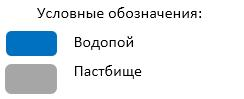 Условные обозначения:
Водопой
Пастбище